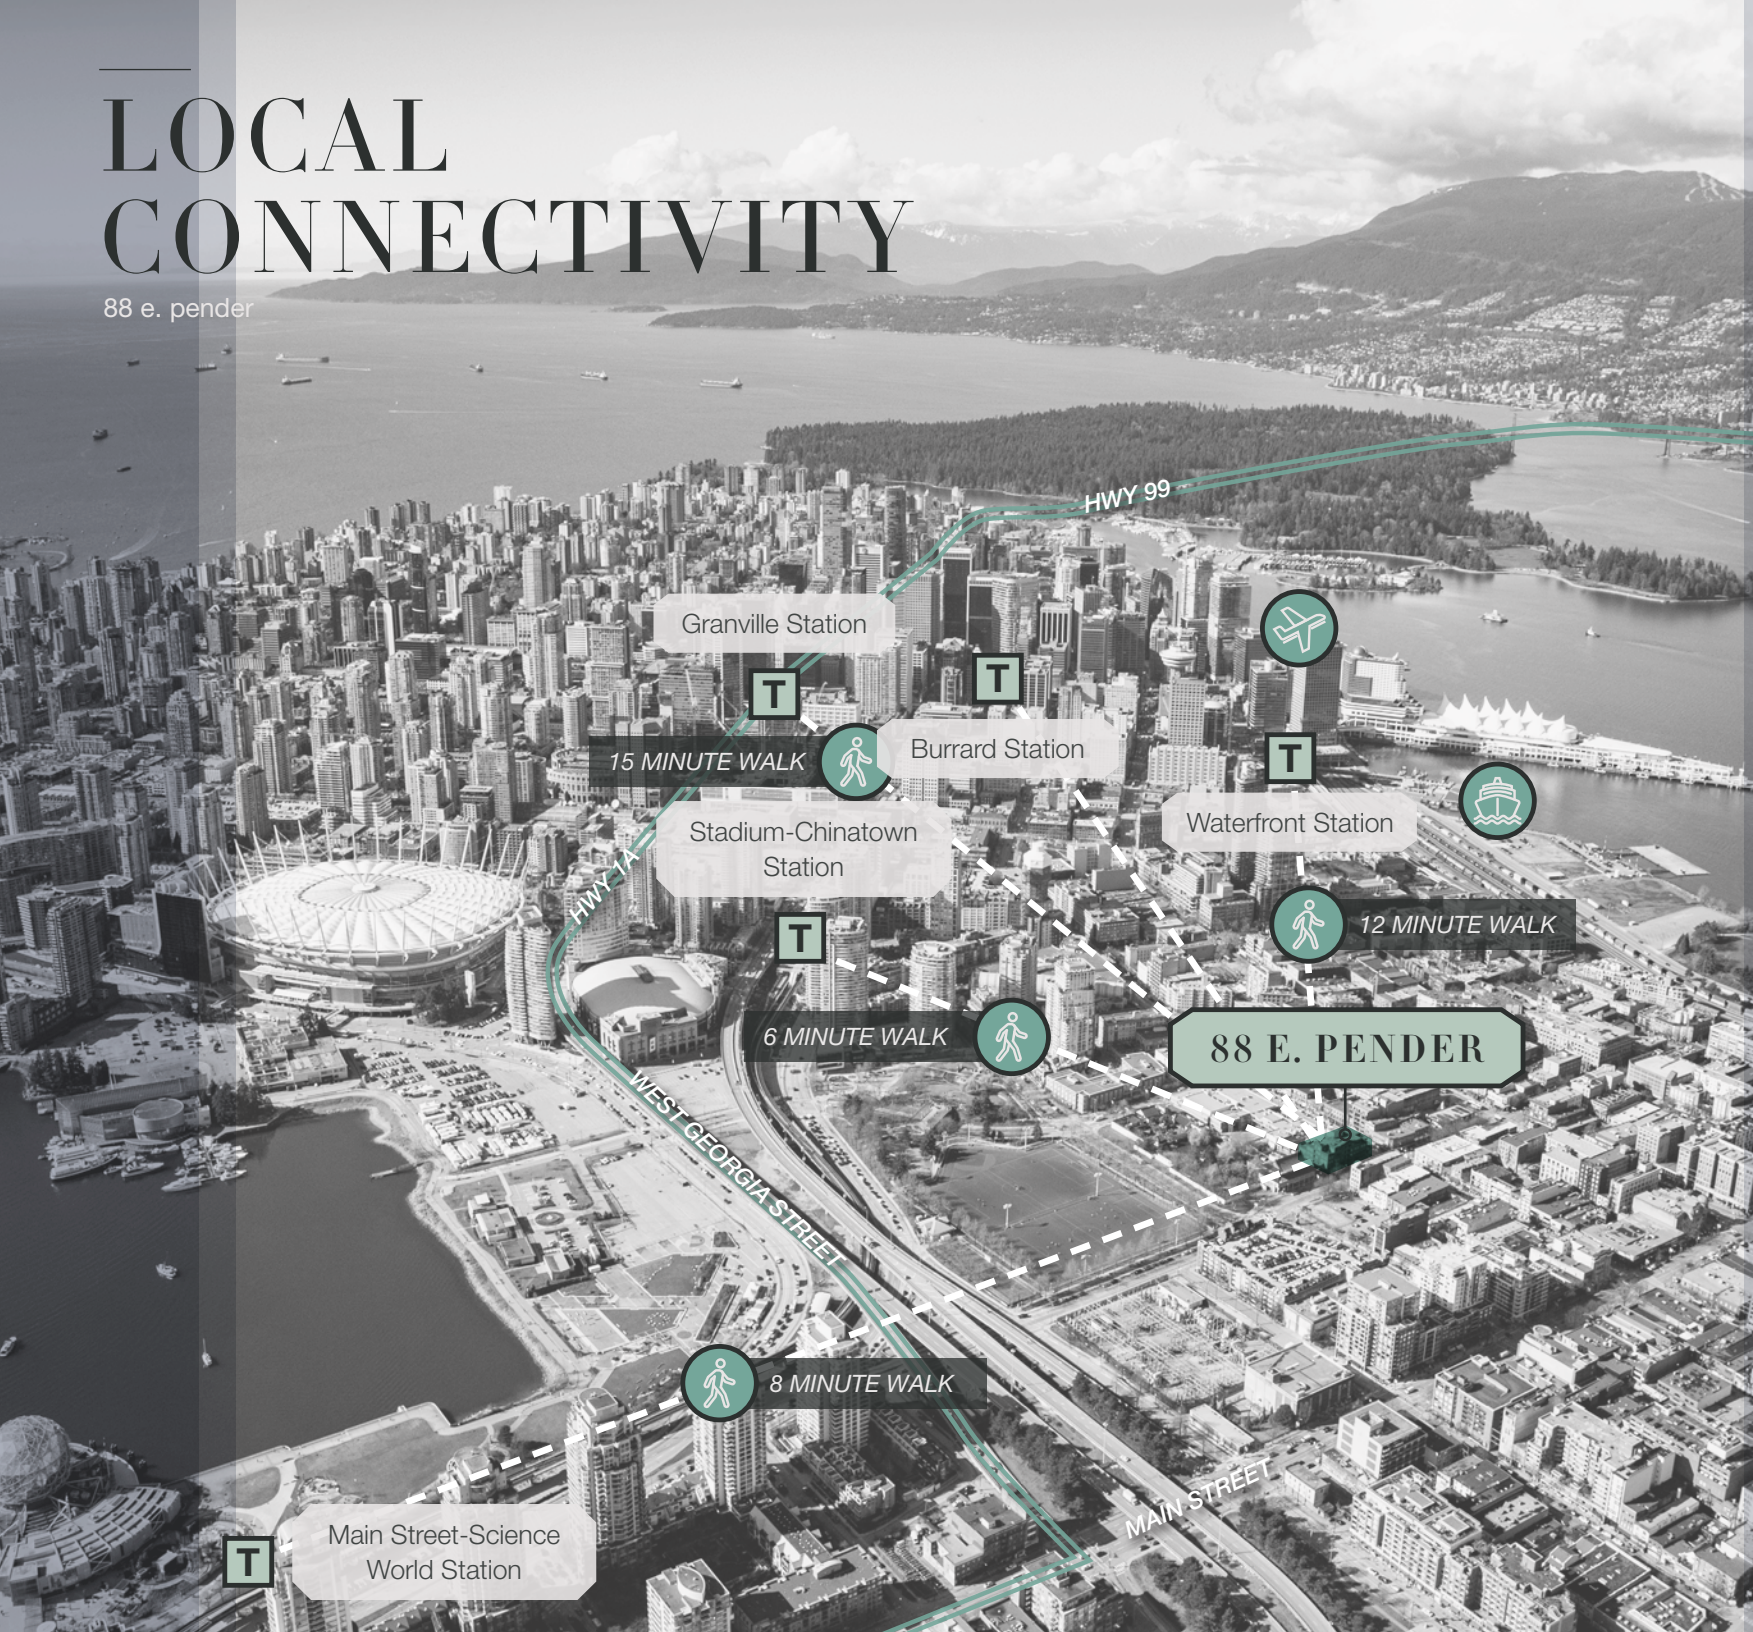 LOCAL
CONNECTIVITY
88 e. pender
HWY 99
Granville Station
T
T
15 MINUTE WALK
Burrard Station
T
Stadium-Chinatown
Station
Waterfront Station
HWY 1A
T
12 MINUTE WALK
6 MINUTE WALK
88 E. PENDER
WEST GEORGIA STREET
8 MINUTE WALK
MAIN STREET
Main Street-Science
World Station
T